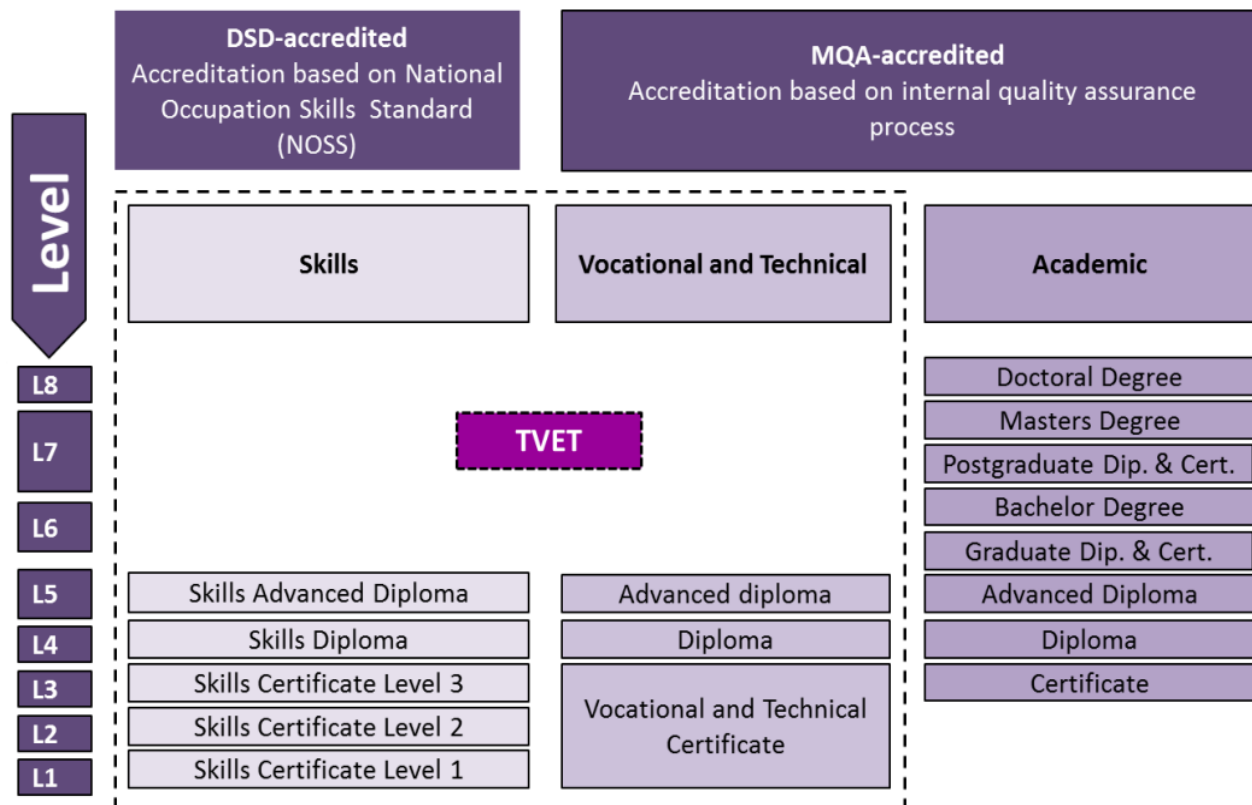 DSD-accredited
Accreditation based on National
Occupation Skills Standard
(NOSS)
MQA-accredited
Accreditation based on internal quality assurance
process
Level
Skills
Vocational and Technical
Academic
L8
Doctoral Degree
L7
TVET
Masters Degree
Postgraduate Dip. & Cert.
L6
Bachelor Degree
Graduate Dip. & Cert.
L5
Skills Advanced Diploma
Advanced diploma
Advanced Diploma
L4
Skills Diploma
Diploma
Diploma
L3
Skills Certificate Level 3
Vocational and Technical
Certificate
Certificate
L2
Skills Certificate Level 2
L1
Skills Certificate Level 1